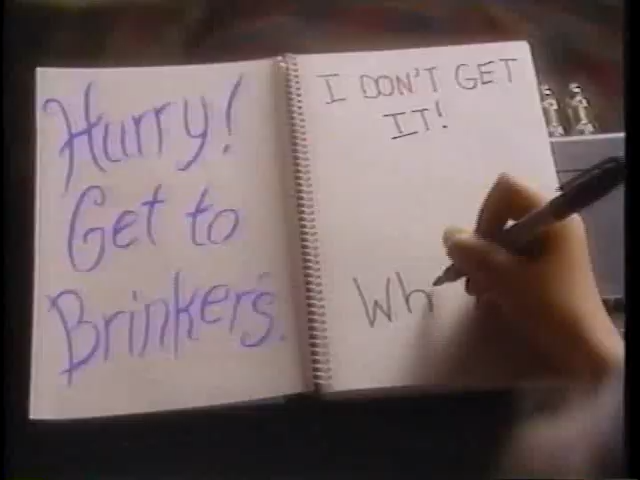 Hurry!
Get to
Brinkers.
I DON'T GET
IT!
Wh